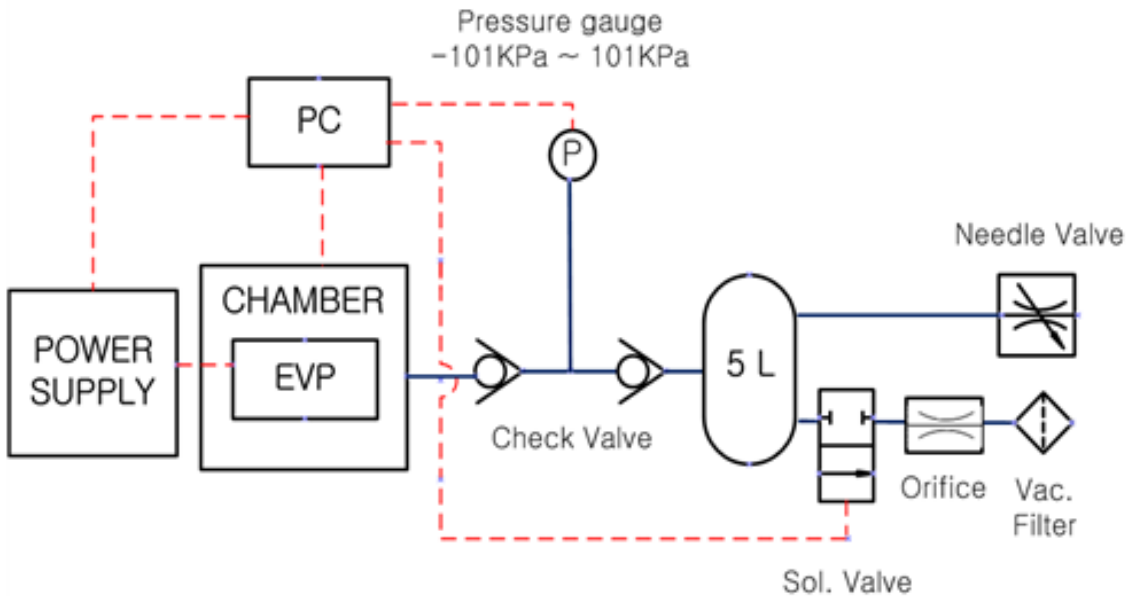 Pressure gauge
-101KPa ~ 101KPa
PC
P
Needle Valve
CHAMBER
POWER
SUPPLY
EVP
5 L
Check Valve
Orifice
Vac.
Filter
Sol. Valve